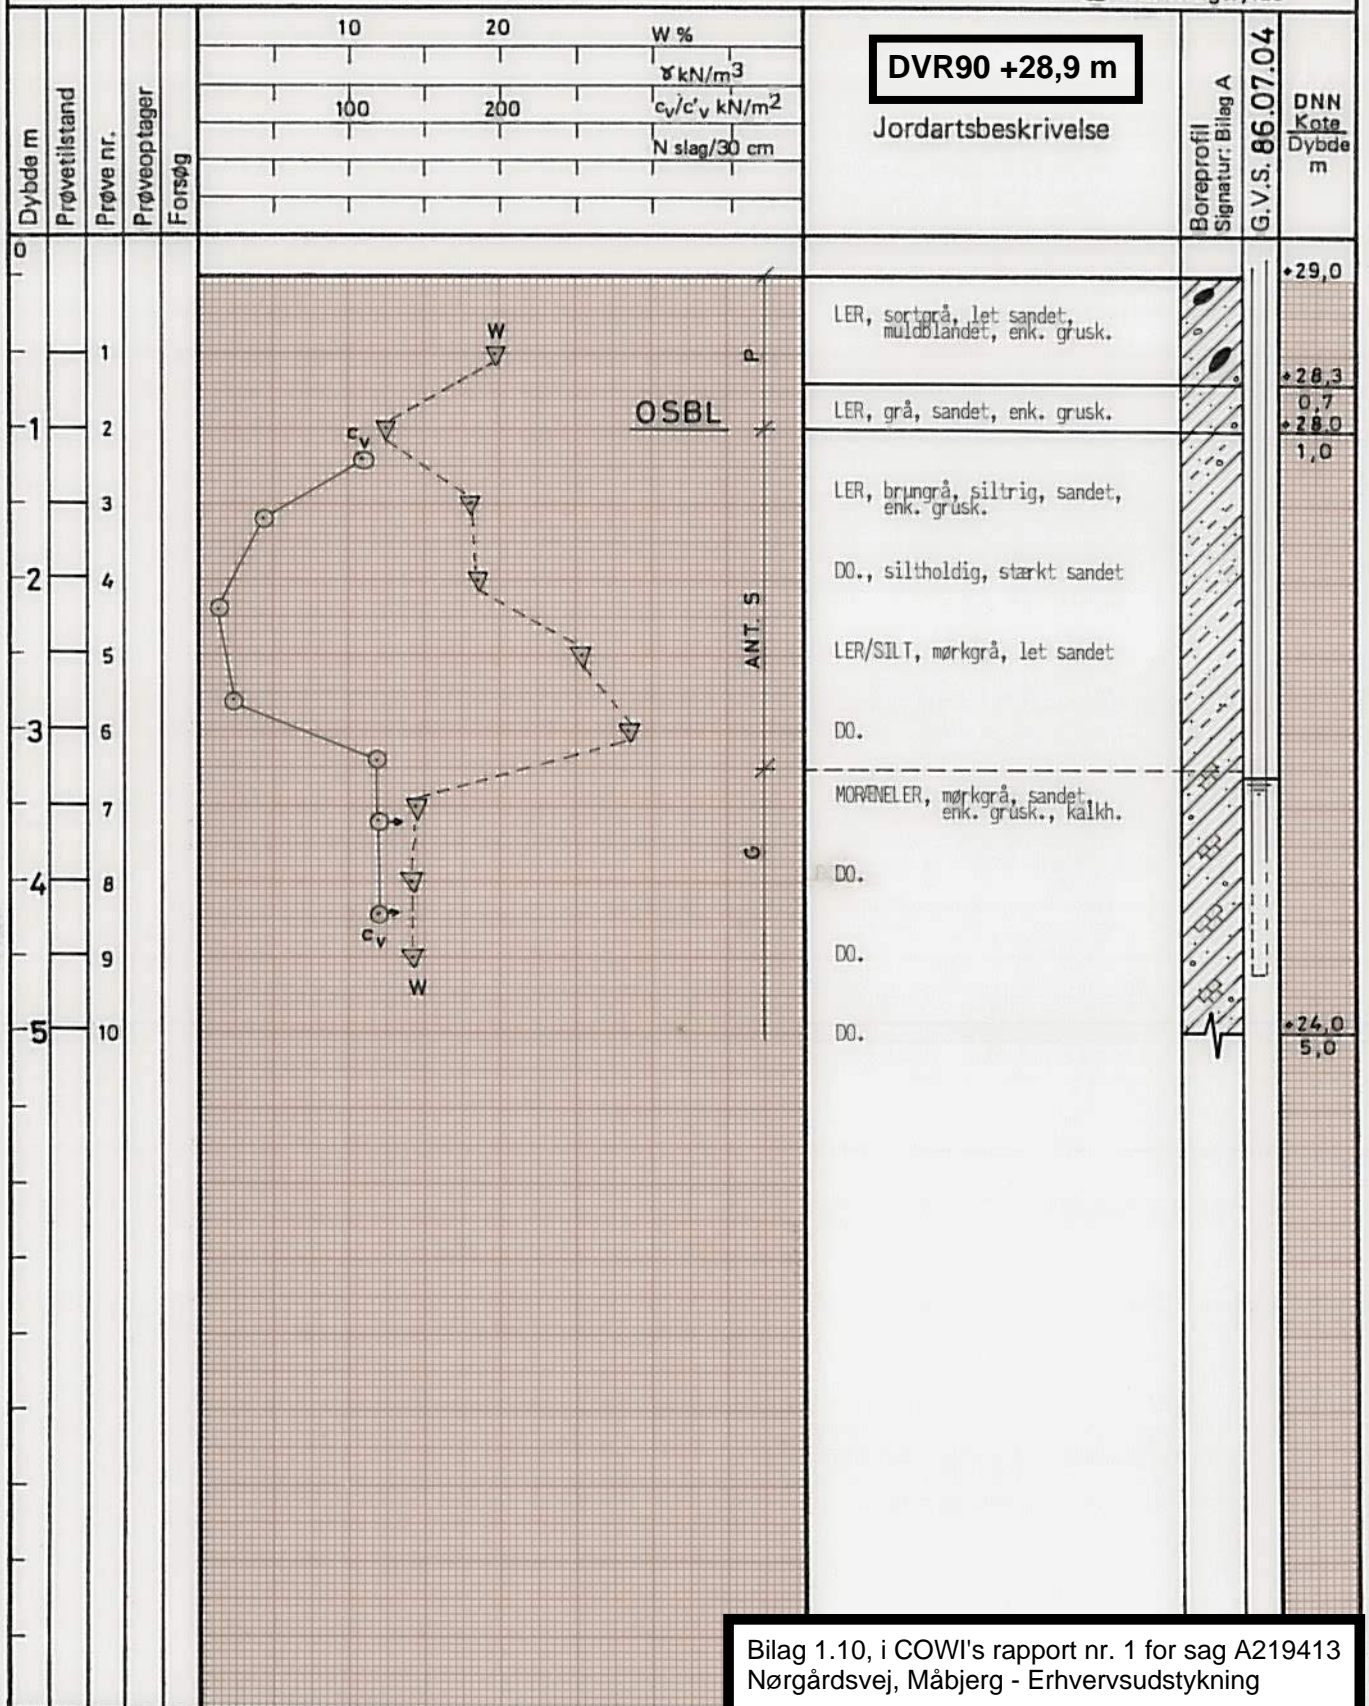 10 20 W %
γ kN/m3
100 200 cv/c'v kN/m2
N slag/30 cm
Dybde m
Prøvetilstand
Prøve nr.
Prøveoptager
Forsøg
DVR90 +28,9 m
Jordartsbeskrivelse
Boreprofil
Signatur: Bilag A
G.V.S. 86.07.04
DNN
Kote
Dybde
m
0
+29,0
LER, sortgrå, let sandet,
muldblandet, enk. grusk.
W
1
P
+28,3
0,7
OSBL
LER, grå, sandet, enk. grusk.
1
2
+28,0
1,0
cv
LER, brungrå, siltrig, sandet,
enk. grusk.
3
2
4
DO., siltholdig, stærkt sandet
ANT. S
5
LER/SILT, mørkgrå, let sandet
3
6
DO.
7
MORÆNELER, mørkgrå, sandet,
enk. grusk., kalkh.
G
4
8
DO.
cv
9
DO.
W
5
10
DO.
+24,0
5,0
Bilag 1.10, i COWI's rapport nr. 1 for sag A219413
Nørgårdsvej, Måbjerg - Erhvervsudstykning